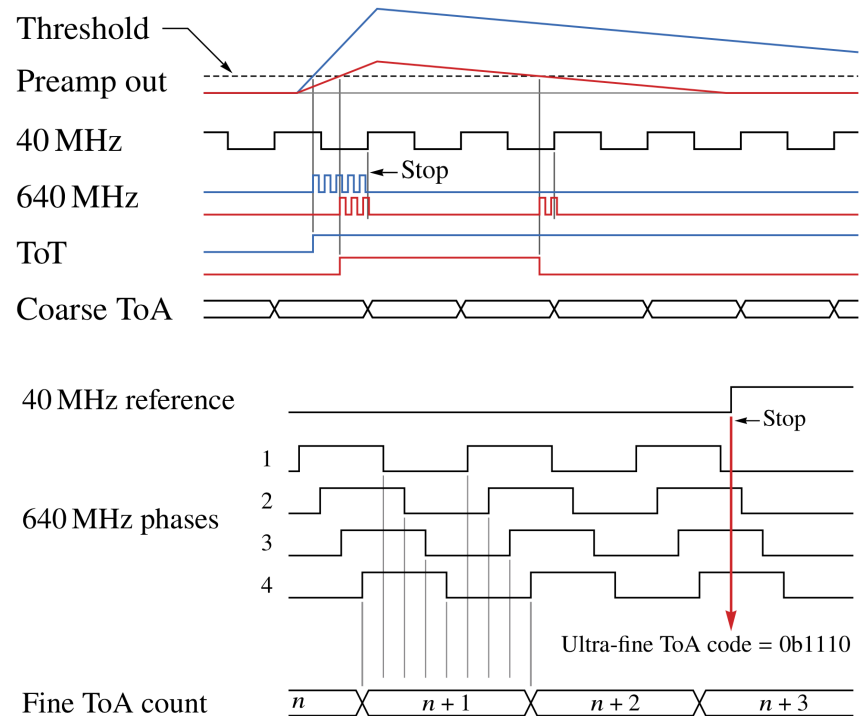 Threshold
Preamp out
40 MHz
Stop
640 MHz
ToT
Coarse ToA
40 MHz reference
Stop
1
2
640 MHz phases
3
4
Ultra-fine ToA code = 0b1110
Fine ToA count
n
n + 1
n + 2
n + 3